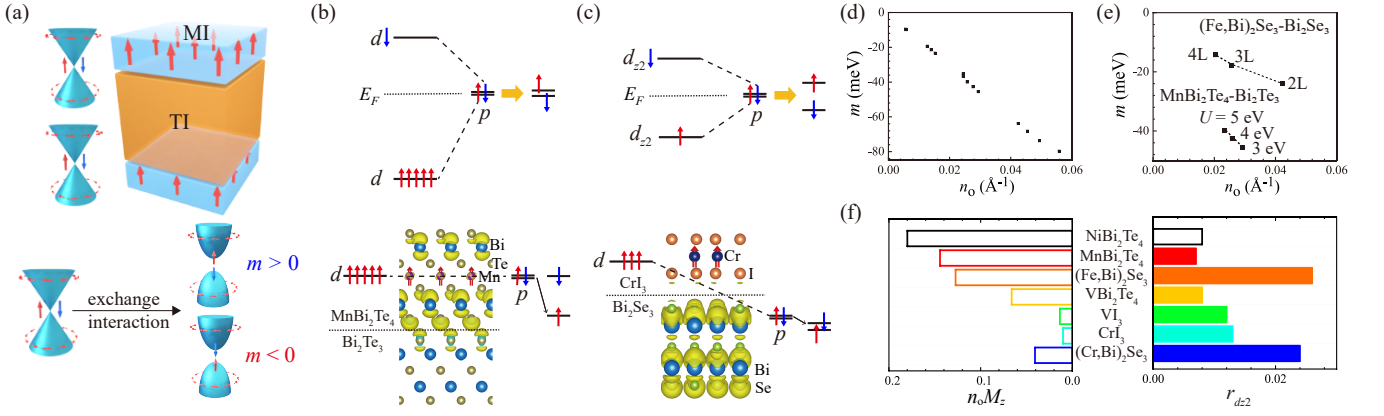 (a)
MI
TI
exchange
interaction
m > 0
m < 0
(b)
d
E_F
p
d
Bi
Te
Mn
d
p
MnBi₂Te₄
Bi₂Te₃
(c)
d_z2
E_F
p
d_z2
Cr
I
d
CrI₃
Bi₂Se₃
p
Bi
Se
(d)
m (meV)
0
-20
-40
-60
-80
0.00
0.02
0.04
0.06
n_o (Å⁻¹)
(e)
(Fe,Bi)₂Se₃-Bi₂Se₃
4L
3L
2L
MnBi₂Te₄-Bi₂Te₃
U = 5 eV
4 eV
3 eV
m (meV)
0
-20
-40
0.00
0.02
0.04
0.06
n_o (Å⁻¹)
(f)
NiBi₂Te₄
MnBi₂Te₄
(Fe,Bi)₂Se₃
VBi₂Te₄
VI₃
CrI₃
(Cr,Bi)₂Se₃
0.2
0.1
0.0
n_oM_z
0.00
0.02
r_dz2